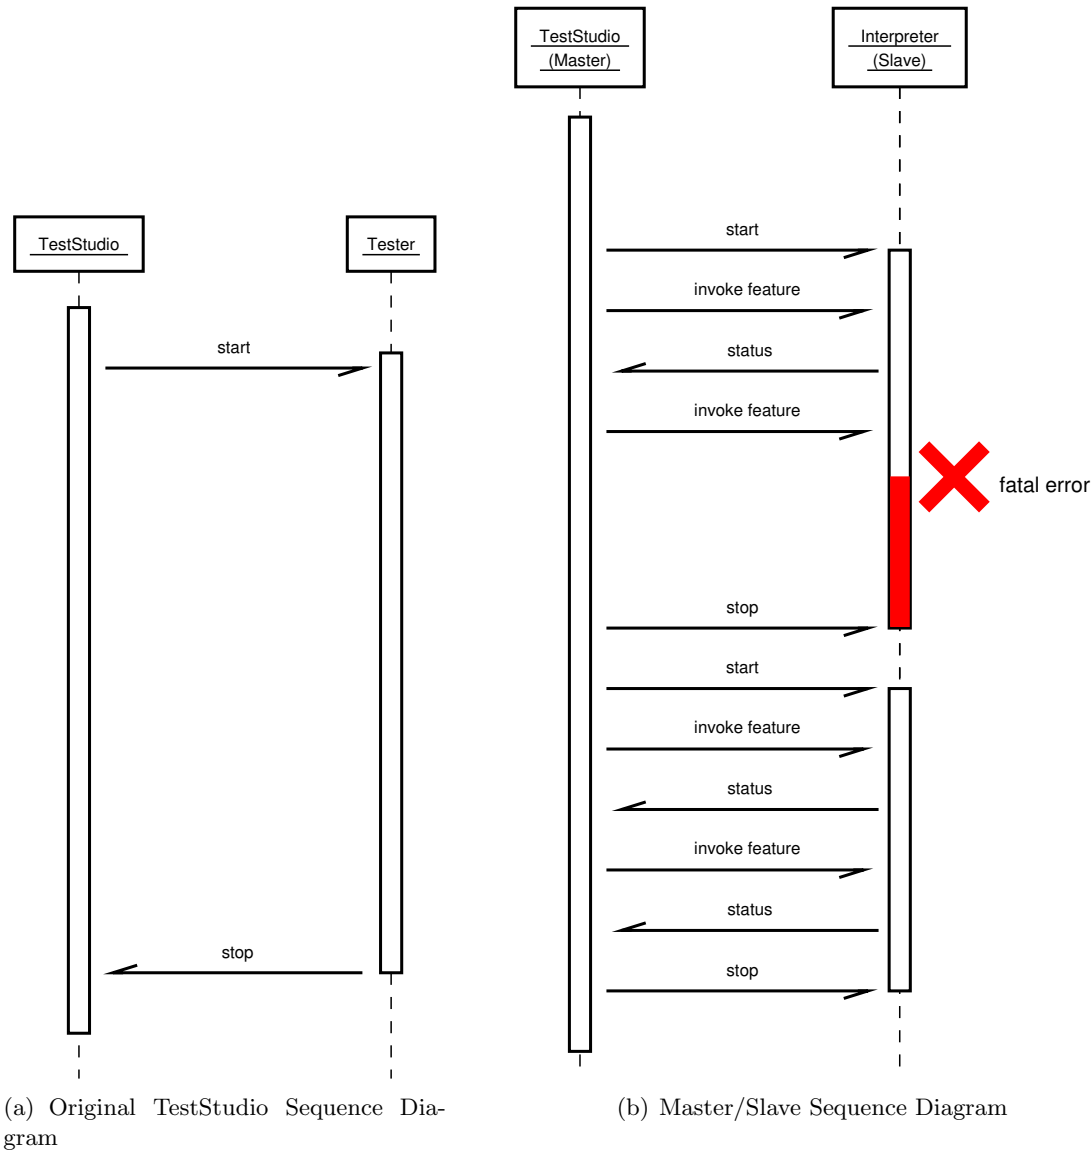 TestStudio
Tester
start
stop
(a) Original TestStudio Sequence Dia-
gram
TestStudio
(Master)
Interpreter
(Slave)
start
invoke feature
status
invoke feature
fatal error
stop
start
invoke feature
status
invoke feature
status
stop
(b) Master/Slave Sequence Diagram